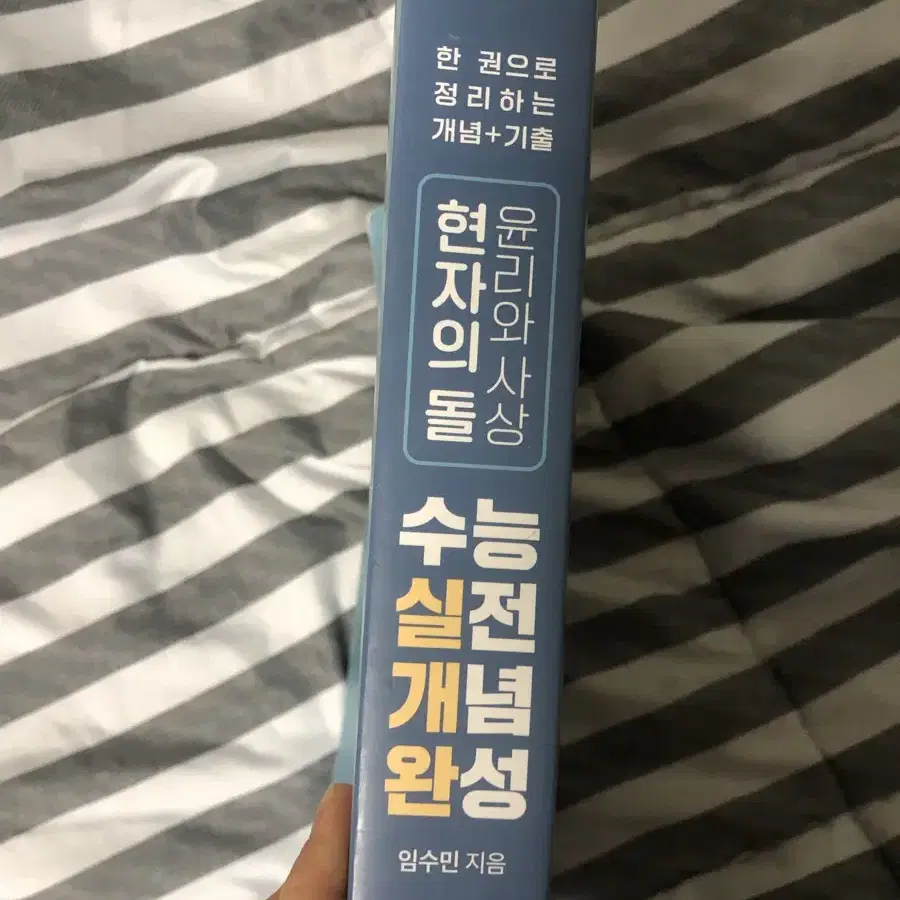 한 권으로
정리하는
개념+기출
윤리와 사상
현자의 돌
수능
실전
개념
완성
임수민 지음